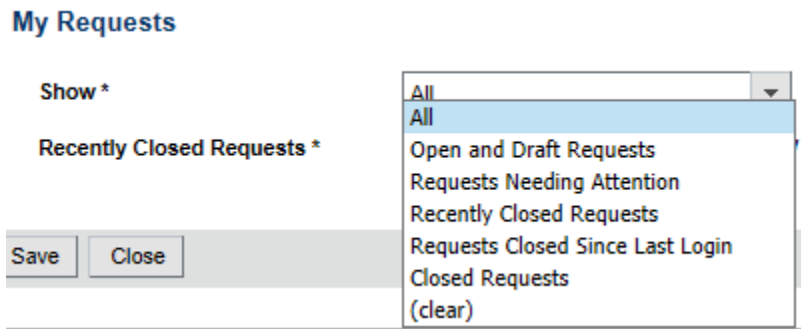 My Requests
Show * All
All
Recently Closed Requests *
Open and Draft Requests
Requests Needing Attention
Recently Closed Requests
Requests Closed Since Last Login
Save Close
Closed Requests
(clear)